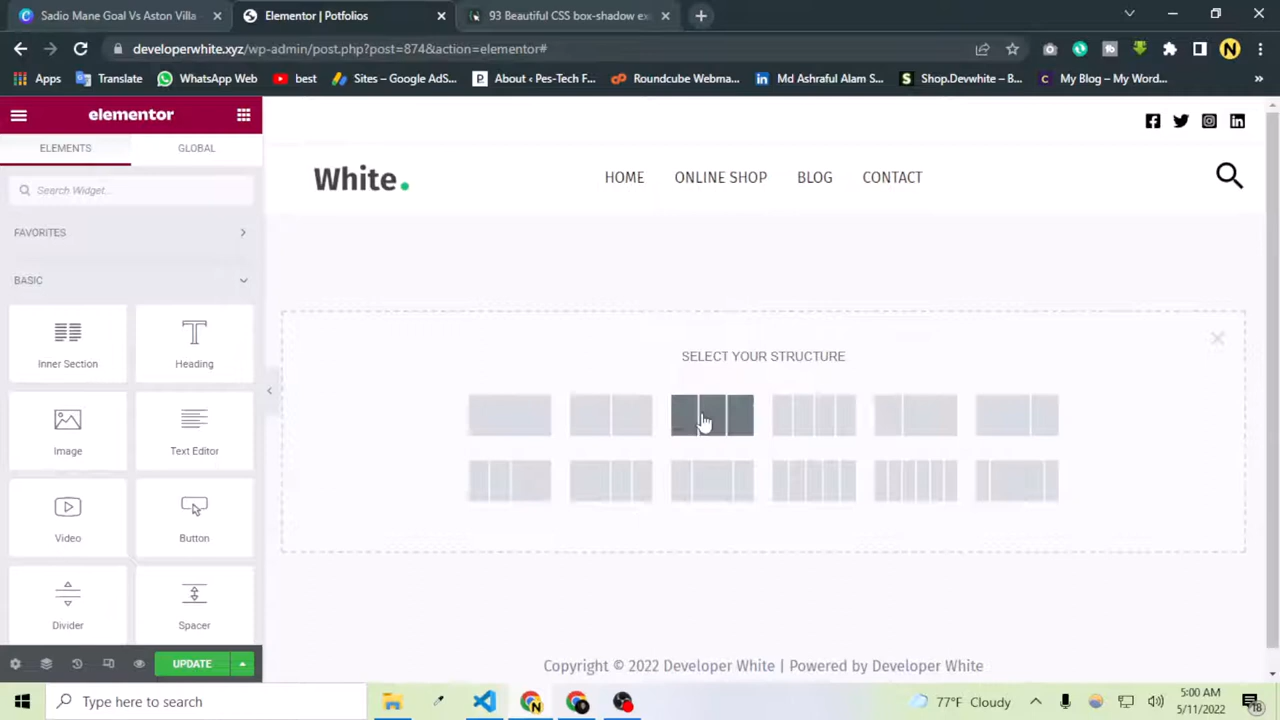 Sadio Mane Goal Vs Aston Villa
Elementor | Potfolios
93 Beautiful CSS box-shadow ex
developerwhite.xyz/wp-admin/post.php?post=874&action=elementor#
N
Apps
Translate
WhatsApp Web
best
Sites – Google AdS...
About ‹ Pes-Tech F...
Roundcube Webma...
Md Ashraful Alam S...
Shop.Devwhite – B...
My Blog – My Wor...
»
elementor
ELEMENTS
GLOBAL
Search Widget...
FAVORITES
BASIC
Inner Section
Heading
Image
Text Editor
Video
Button
Divider
Spacer
UPDATE
White.
HOME
ONLINE SHOP
BLOG
CONTACT
SELECT YOUR STRUCTURE
Copyright © 2022 Developer White | Powered by Developer White
Type here to search
77°F Cloudy
5:00 AM
5/11/2022
18